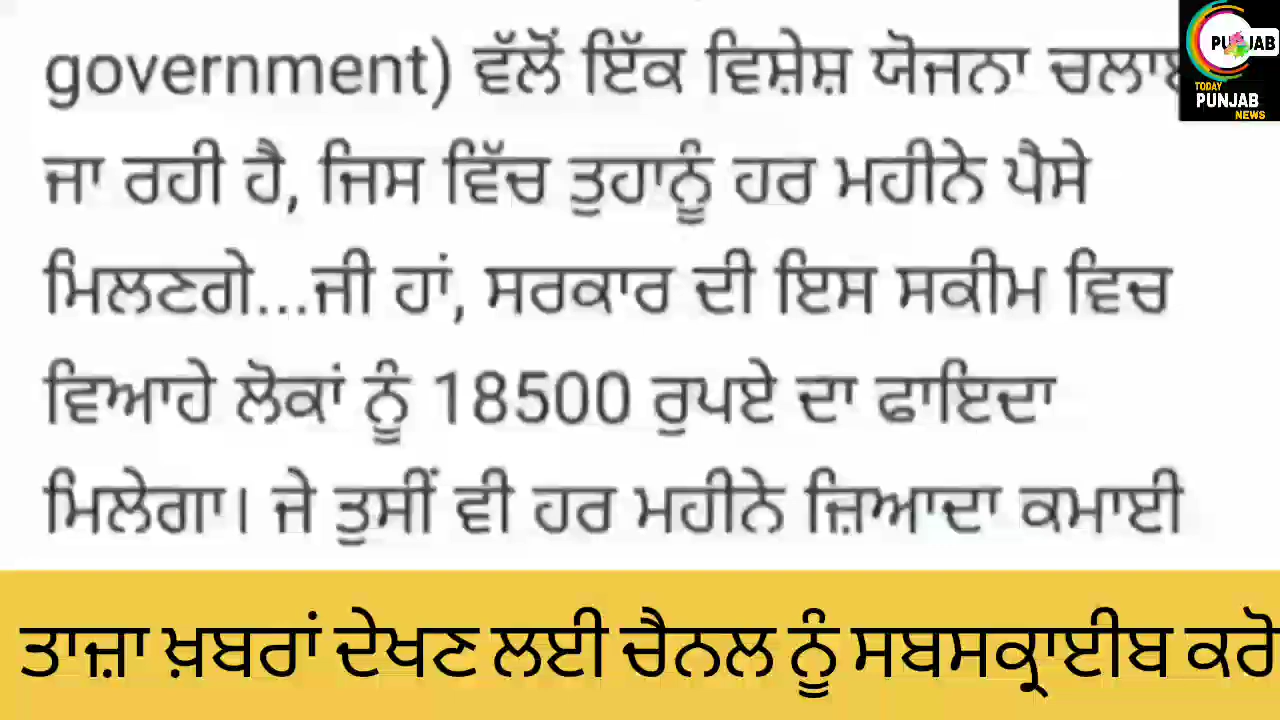 government) ਵੱਲੋਂ ਇੱਕ ਵਿਸ਼ੇਸ਼ ਯੋਜਨਾ
ਜਾ ਰਹੀ ਹੈ, ਜਿਸ ਵਿੱਚ ਤੁਹਾਨੂੰ ਹਰ ਮਹੀਨੇ ਪੈਸੇ
ਮਿਲਣਗੇ...ਜੀ ਹਾਂ, ਸਰਕਾਰ ਦੀ ਇਸ ਸਕੀਮ ਵਿਚ
ਵਿਆਹੇ ਲੋਕਾਂ ਨੂੰ 18500 ਰੁਪਏ ਦਾ ਫਾਇਦਾ
ਮਿਲੇਗਾ। ਜੇ ਤੁਸੀਂ ਵੀ ਹਰ ਮਹੀਨੇ ਜ਼ਿਆਦਾ ਕਮਾਈ
PUNJAB
TODAY
PUNJAB
NEWS
ਤਾਜ਼ਾ ਖ਼ਬਰਾਂ ਦੇਖਣ ਲਈ ਚੈਨਲ ਨੂੰ ਸਬਸਕ੍ਰਾਈਬ ਕਰੋ